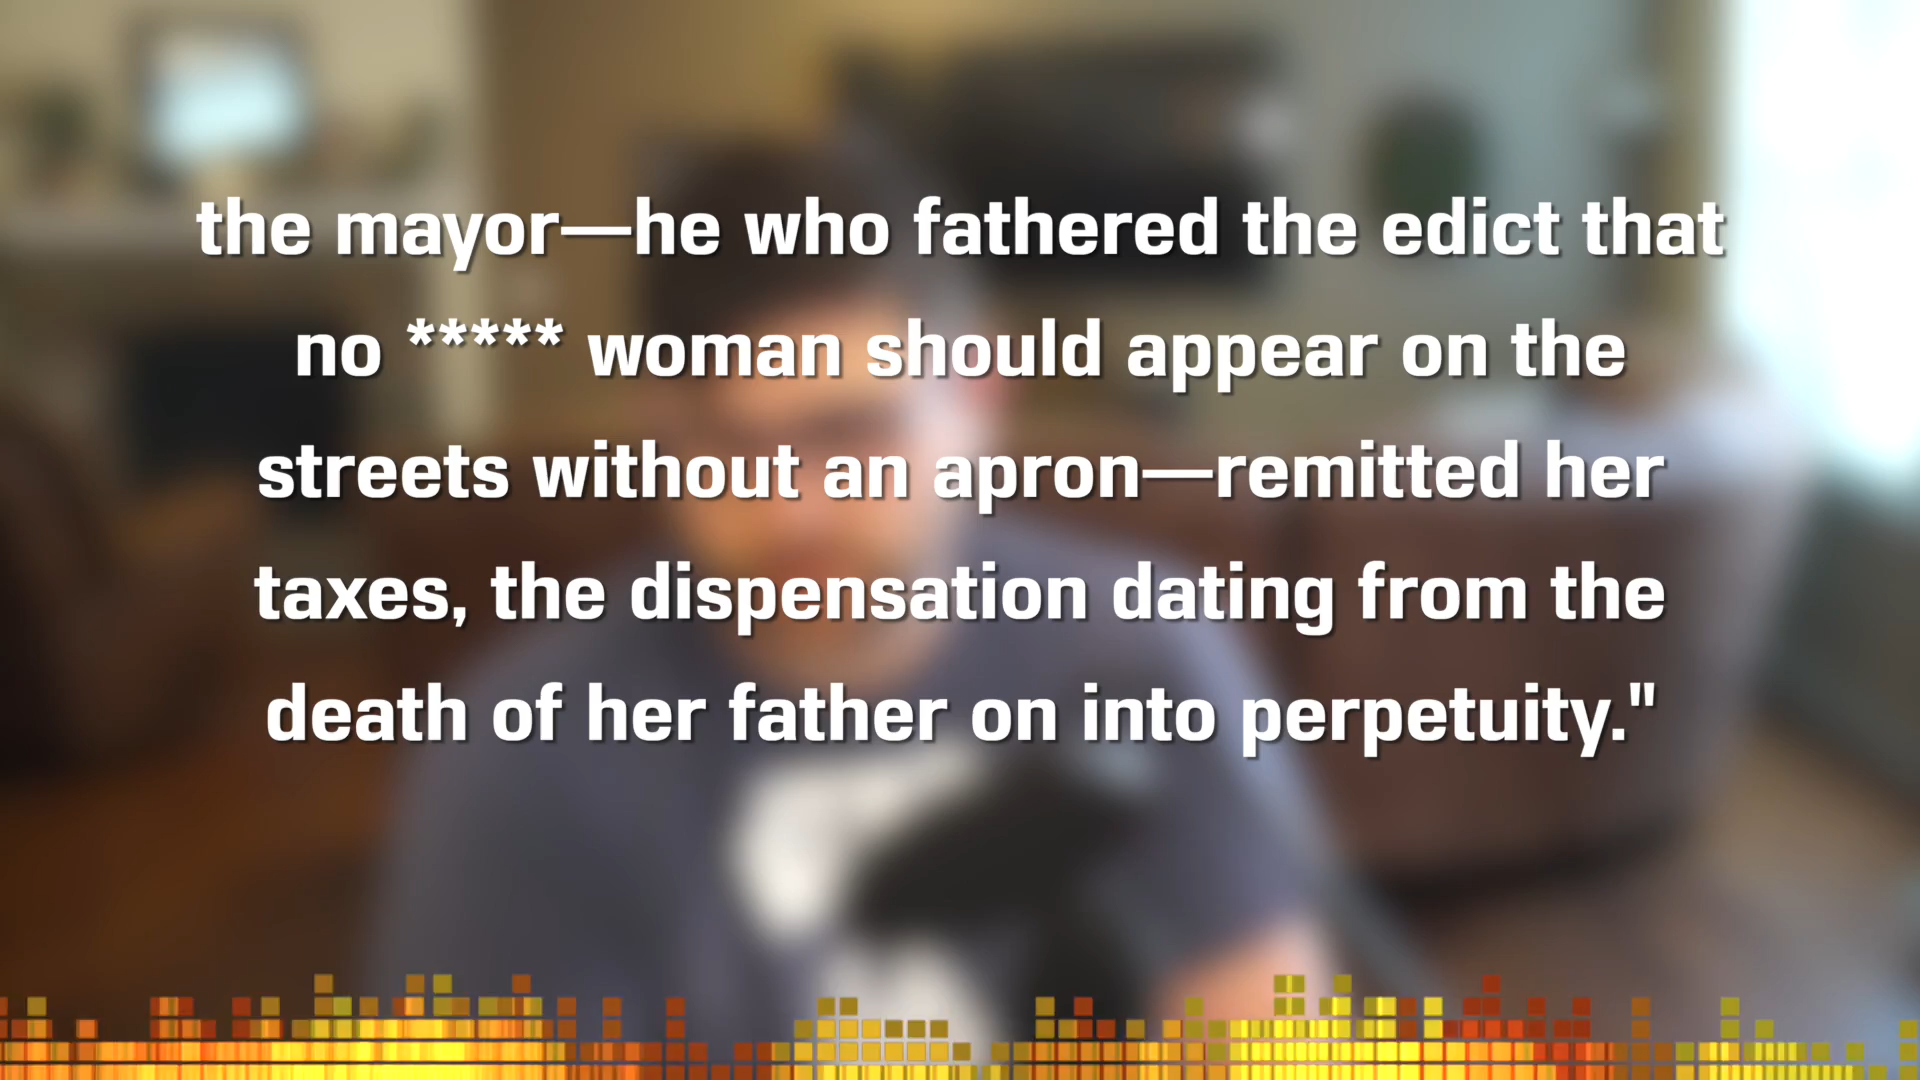 the mayor—he who fathered the edict that
no ***** woman should appear on the
streets without an apron—remitted her
taxes, the dispensation dating from the
death of her father on into perpetuity."